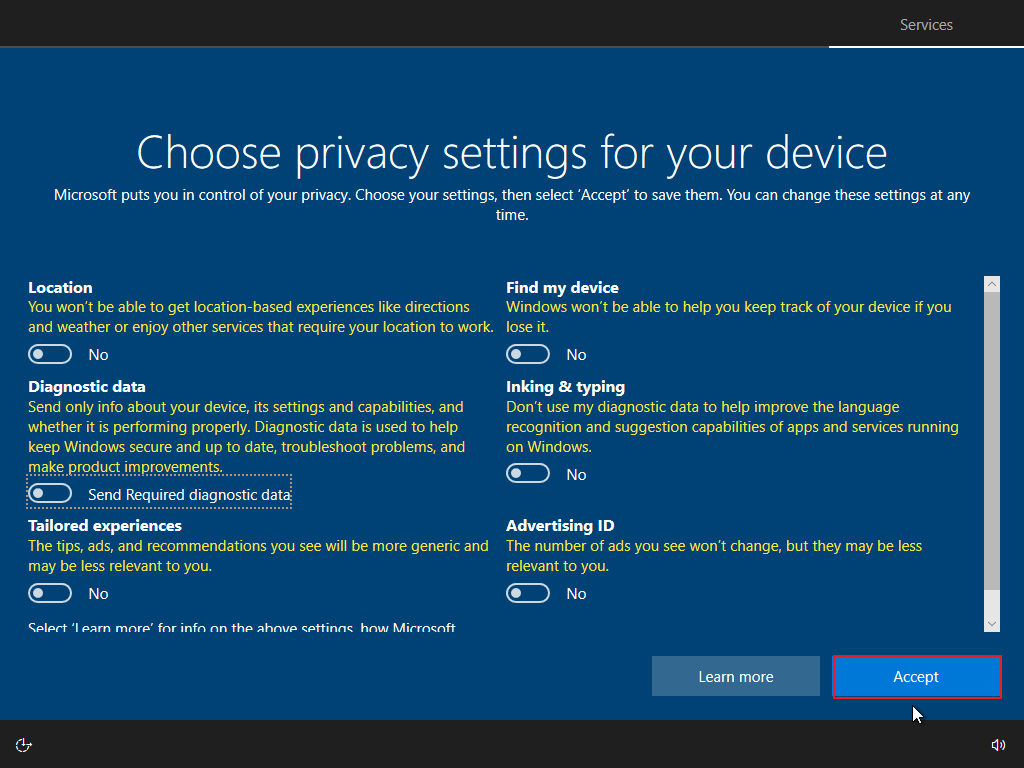 Services
Choose privacy settings for your device
Microsoft puts you in control of your privacy. Choose your settings, then select ‘Accept’ to save them. You can change these settings at any
time.
Location
You won’t be able to get location-based experiences like directions
and weather or enjoy other services that require your location to work.
No
Find my device
Windows won’t be able to help you keep track of your device if you
lose it.
No
Diagnostic data
Send only info about your device, its settings and capabilities, and
whether it is performing properly. Diagnostic data is used to help
keep Windows secure and up to date, troubleshoot problems, and
make product improvements.
Send Required diagnostic data
Inking & typing
Don’t use my diagnostic data to help improve the language
recognition and suggestion capabilities of apps and services running
on Windows.
No
Tailored experiences
The tips, ads, and recommendations you see will be more generic and
may be less relevant to you.
No
Advertising ID
The number of ads you see won’t change, but they may be less
relevant to you.
No
Select ‘Learn more’ for info on the above settings, how Microsoft
Learn more
Accept